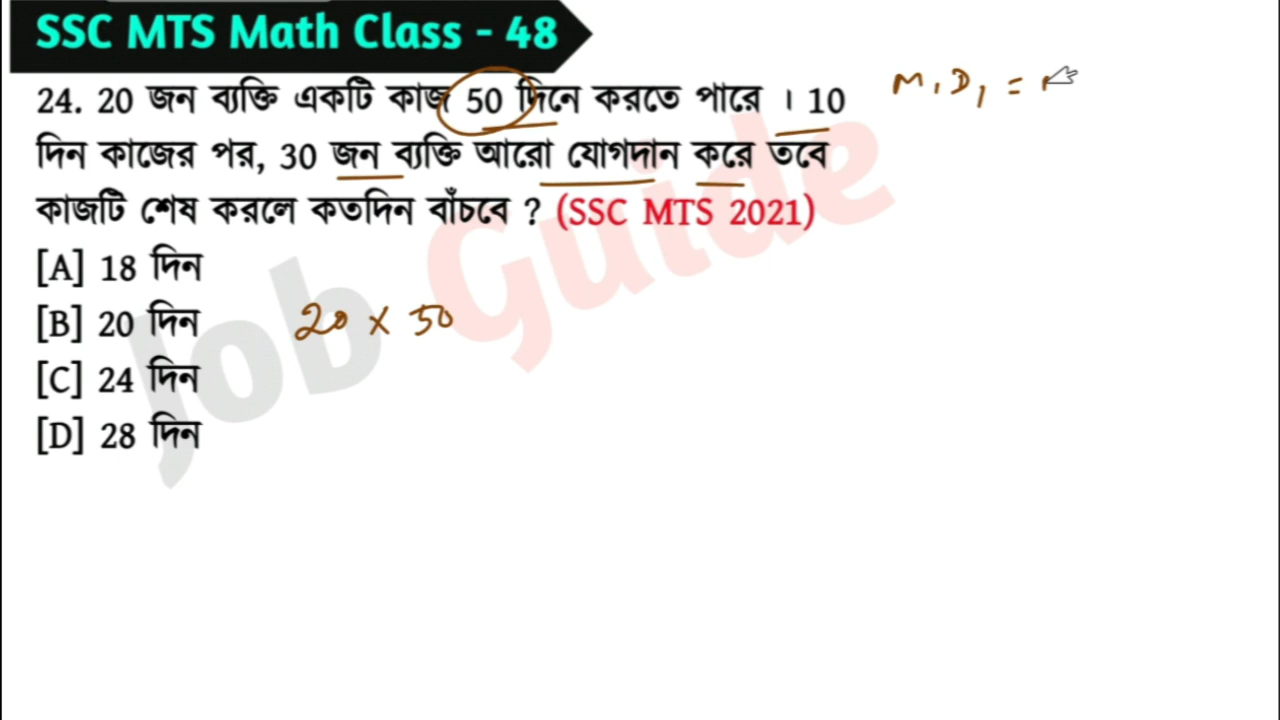 SSC MTS Math Class - 48
24. 20 জন ব্যক্তি একটি কাজ 50 দিনে করতে পারে । 10
দিন কাজের পর, 30 জন ব্যক্তি আরো যোগদান করে তবে
কাজটি শেষ করলে কতদিন বাঁচবে ? (SSC MTS 2021)
[A] 18 দিন
[B] 20 দিন
[C] 24 দিন
[D] 28 দিন
20 × 50
M1D1 =
Job Guide